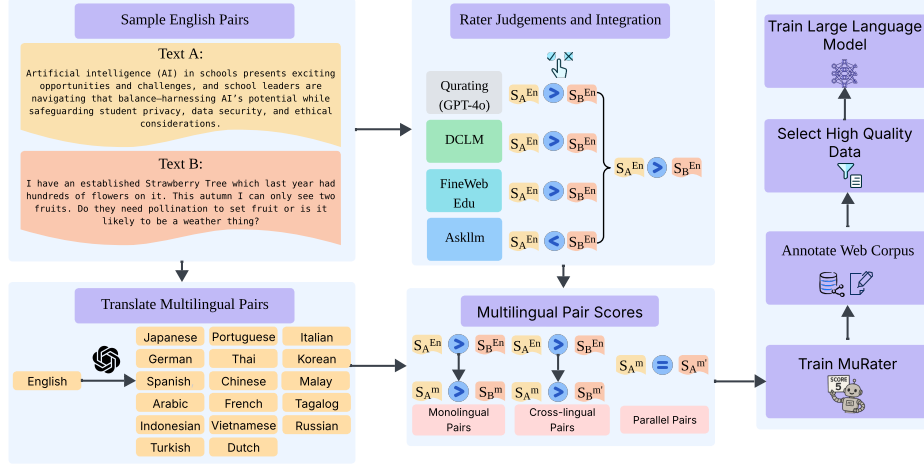 Sample English Pairs
Text A:
Artificial intelligence (AI) in schools presents exciting
opportunities and challenges, and school leaders are
navigating that balance—harnessing AI's potential while
safeguarding student privacy, data security, and ethical
considerations.
Text B:
I have an established Strawberry Tree which last year had
hundreds of flowers on it. This autumn I can only see two
fruits. Do they need pollination to set fruit or is it
likely to be a weather thing?
Translate Multilingual Pairs
English
Japanese Portuguese Italian
German Thai Korean
Spanish Chinese Malay
Arabic French Tagalog
Indonesian Vietnamese Russian
Turkish Dutch
Rater Judgements and Integration
Qurating
(GPT-4o)
S_A^En > S_B^En
DCLM
S_A^En > S_B^En
FineWeb
Edu
S_A^En > S_B^En
Askllm
S_A^En < S_B^En
S_A^En > S_B^En
Multilingual Pair Scores
S_A^En > S_B^En
S_A^m > S_B^m
Monolingual
Pairs
S_A^En > S_B^En
S_A^m > S_B^m'
Cross-lingual
Pairs
S_A^m = S_A^m'
Parallel Pairs
Train Large Language
Model
Select High Quality
Data
Annotate Web Corpus
Train MuRater
SCORE
5